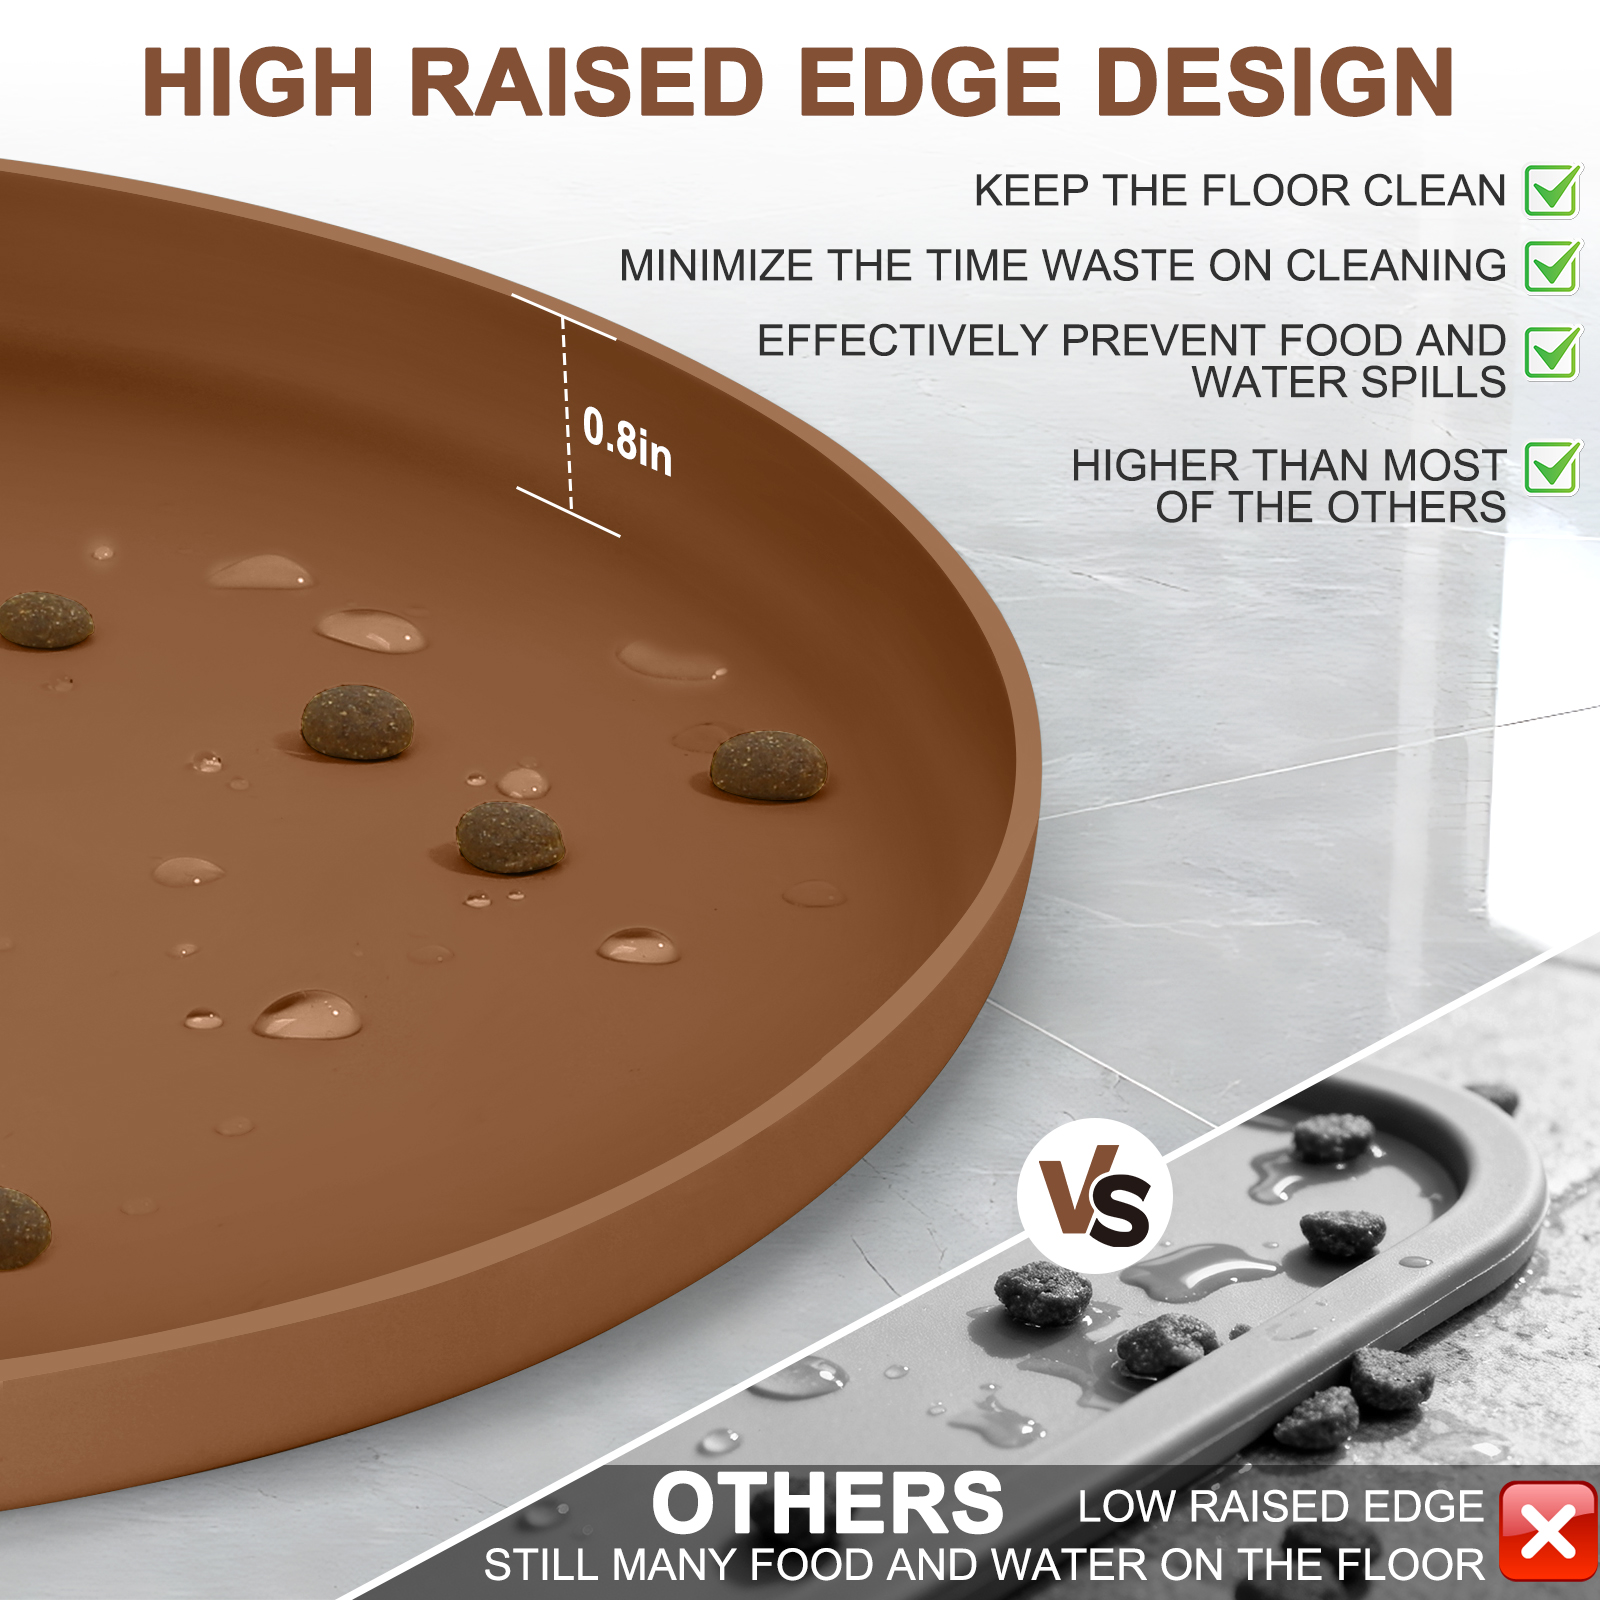 HIGH RAISED EDGE DESIGN
KEEP THE FLOOR CLEAN
MINIMIZE THE TIME WASTE ON CLEANING
EFFECTIVELY PREVENT FOOD AND
WATER SPILLS
HIGHER THAN MOST
OF THE OTHERS
0.8in
VS
OTHERS
LOW RAISED EDGE
STILL MANY FOOD AND WATER ON THE FLOOR